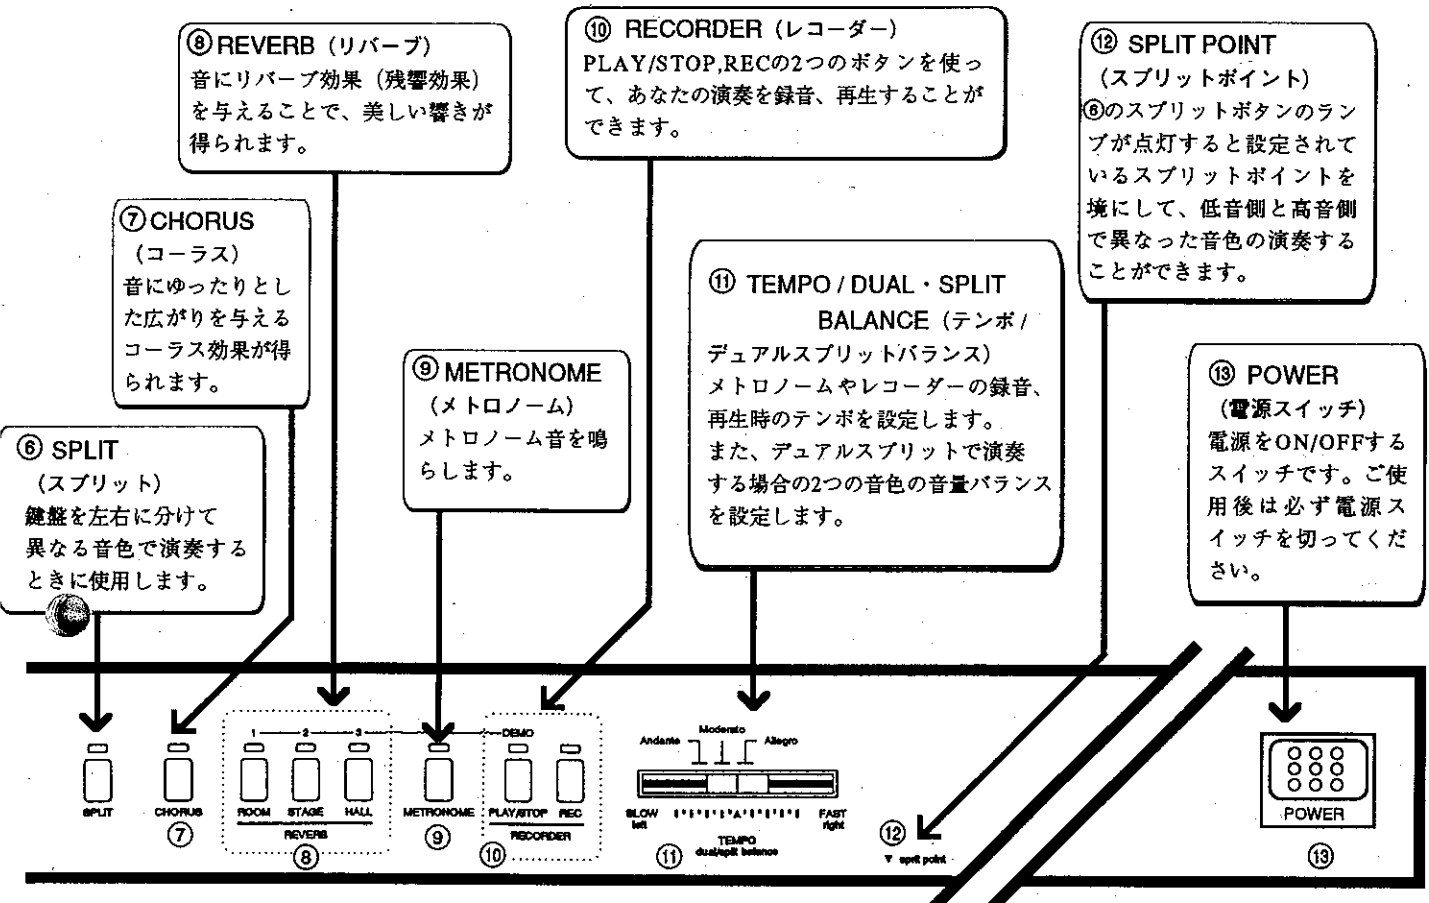 ⑧REVERB（リバーブ）
音にリバーブ効果（残響効果）
を与えることで、美しい響きが
得られます。
⑩ RECORDER（レコーダー）
PLAY/STOP,RECの2つのボタンを使っ
て、あなたの演奏を録音、再生することが
できます。
⑫ SPLIT POINT
（スプリットポイント）
⑥のスプリットボタンのラン
プが点灯すると設定されて
いるスプリットポイントを
境にして、低音側と高音側
で異なった音色の演奏する
ことができます。
⑦CHORUS
（コーラス）
音にゆったりとし
た広がりを与える
コーラス効果が得
られます。
⑪ TEMPO / DUAL・SPLIT
BALANCE（テンポ /
デュアルスプリットバランス）
メトロノームやレコーダーの録音、
再生時のテンポを設定します。
また、デュアルスプリットで演奏
する場合の2つの音色の音量バランス
を設定します。
⑨ METRONOME
（メトロノーム）
メトロノーム音を鳴
らします。
⑬ POWER
（電源スイッチ）
電源をON/OFFする
スイッチです。ご使
用後は必ず電源ス
イッチを切ってくだ
さい。
⑥ SPLIT
（スプリット）
鍵盤を左右に分けて
異なる音色で演奏する
ときに使用します。
1 2 3 DEMO
Andante Moderato Allegro
SPLIT CHORUS ROOM STAGE HALL METRONOME PLAY/STOP REC
REVERB RECORDER
SLOW FAST
left right
TEMPO
dual/split balance
▼ sprit point
POWER
⑦ ⑧ ⑨ ⑩ ⑪ ⑫ ⑬